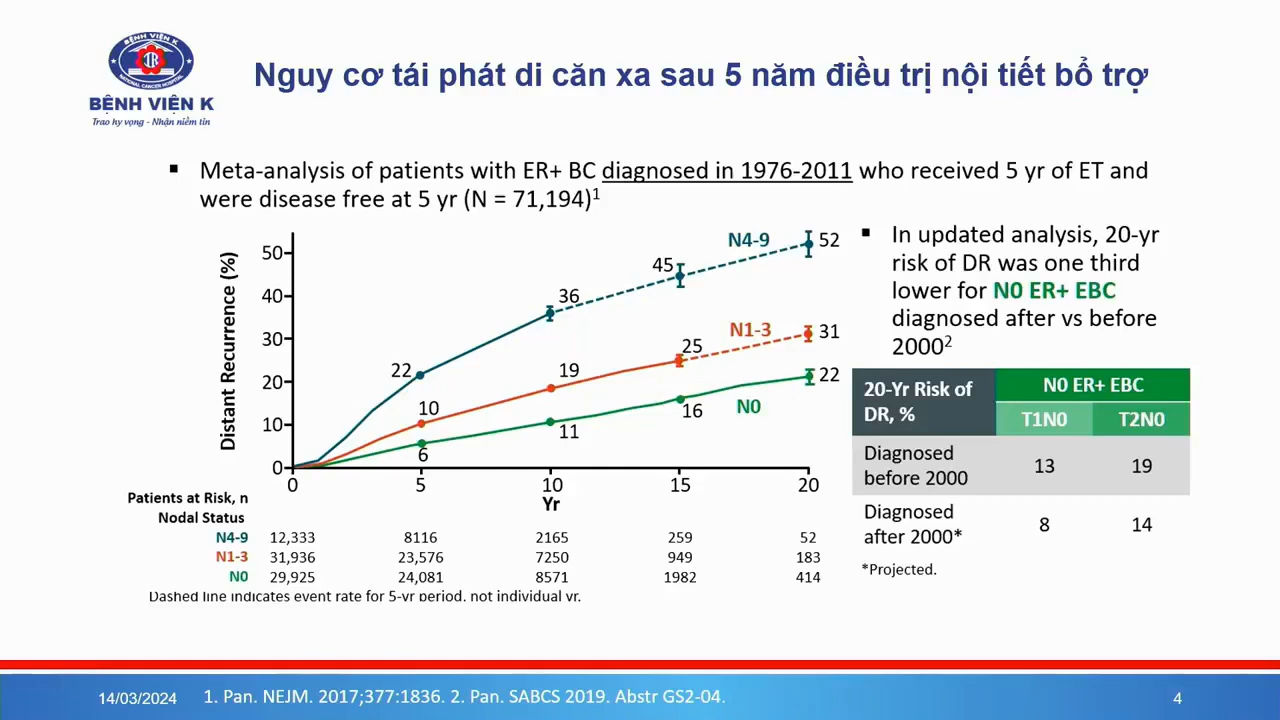 BỆNH VIỆN K
NATIONAL CANCER HOSPITAL
BỆNH VIỆN K
Trao hy vọng - Nhận niềm tin
Nguy cơ tái phát di căn xa sau 5 năm điều trị nội tiết bổ trợ
▪ Meta-analysis of patients with ER+ BC diagnosed in 1976-2011 who received 5 yr of ET and
were disease free at 5 yr (N = 71,194)1
Distant Recurrence (%)
50
40
30
20
10
0
N4-9
22
36
45
52
N1-3
10
19
25
31
N0
6
11
16
22
0 5 10 15 20
Yr
Patients at Risk, n
Nodal Status
N4-9 12,333 8116 2165 259 52
N1-3 31,936 23,576 7250 949 183
N0 29,925 24,081 8571 1982 414
Dashed line indicates event rate for 5-yr period, not individual yr.
▪ In updated analysis, 20-yr
risk of DR was one third
lower for N0 ER+ EBC
diagnosed after vs before
20002
20-Yr Risk of
DR, %
N0 ER+ EBC
T1N0 T2N0
Diagnosed
before 2000
13 19
Diagnosed
after 2000*
8 14
*Projected.
14/03/2024
1. Pan. NEJM. 2017;377:1836. 2. Pan. SABCS 2019. Abstr GS2-04.
4